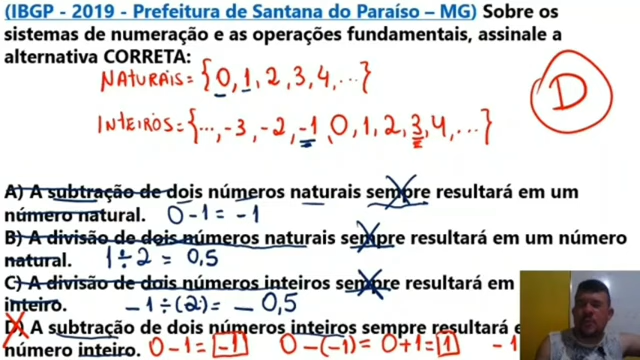 (IBGP - 2019 - Prefeitura de Santana do Paraíso – MG) Sobre os
sistemas de numeração e as operações fundamentais, assinale a
alternativa CORRETA:
NATURAIS = {0, 1, 2, 3, 4, ...}
D
INTEIROS = {..., -3, -2, -1, 0, 1, 2, 3, 4, ...}
A) A subtração de dois números naturais sempre resultará em um
número natural. 0 - 1 = - 1
B) A divisão de dois números naturais sempre resultará em um número
natural. 1 ÷ 2 = 0,5
C) A divisão de dois números inteiros sempre resultará em
inteiro. - 1 ÷ (2) = - 0,5
D) A subtração de dois números inteiros sempre resultará
número inteiro. 0 - 1 = -1 0 - (-1) = 0 + 1 = 1 - 1